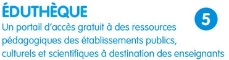 ÉDUTHÈQUE
5
Un portail d'accès gratuit à des ressources
pédagogiques des établissements publics,
culturels et scientifiques à destination des enseignants